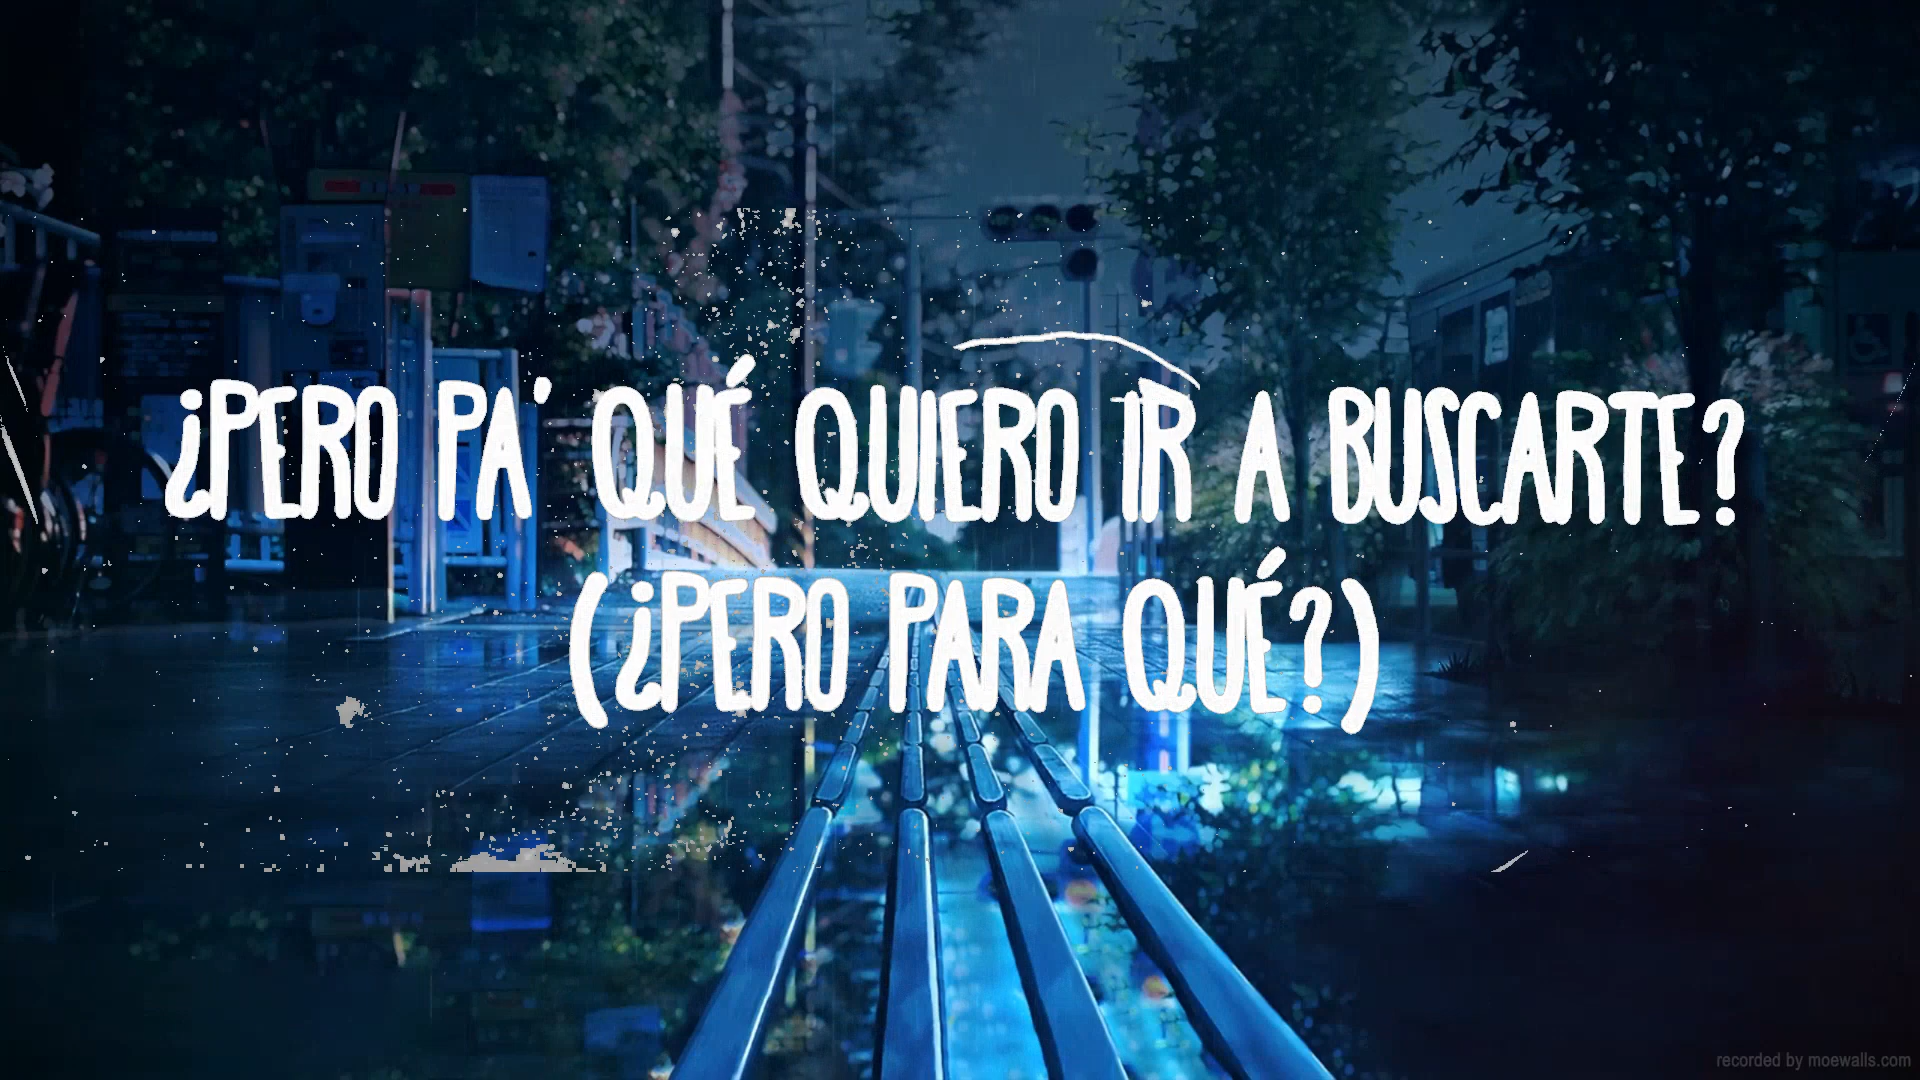 ¿PERO PA' QUÉ QUIERO IR A BUSCARTE?
(¿PERO PARA QUÉ?)
recorded by moewalls.com